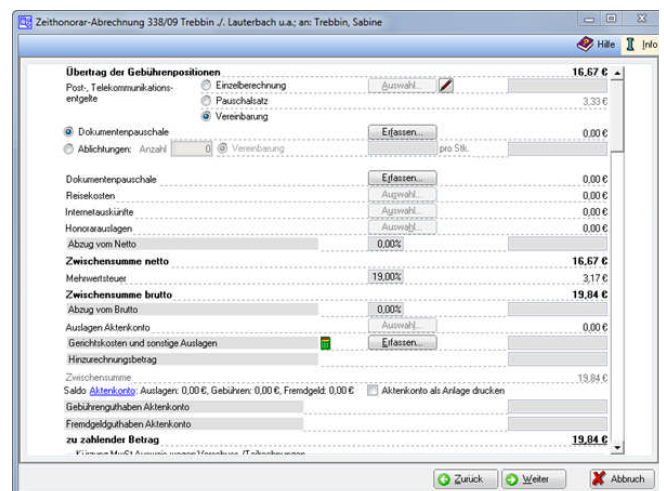 Zeithonorar-Abrechnung 338/09 Trebbin ./. Lauterbach u.a.; an: Trebbin, Sabine
Hilfe Info
Übertrag der Gebührenpositionen 16,67 €
Post-, Telekommunikations-entgelte Einzelberechnung Auswahl...
Pauschalsatz 3,33 €
Vereinbarung
Dokumentenpauschale Erfassen... 0,00 €
Ablichtungen: Anzahl 0 Vereinbarung pro Stk.
Dokumentenpauschale Erfassen... 0,00 €
Reisekosten Auswahl... 0,00 €
Internetauskünfte Auswahl... 0,00 €
Honorarauslagen Auswahl... 0,00 €
Abzug vom Netto 0,00%
Zwischensumme netto 16,67 €
Mehrwertsteuer 19,00% 3,17 €
Zwischensumme brutto 19,84 €
Abzug vom Brutto 0,00%
Auslagen Aktenkonto Auswahl... 0,00 €
Gerichtskosten und sonstige Auslagen Erfassen...
Hinzurechnungsbetrag
Zwischensumme 19,84 €
Saldo Aktenkonto: Auslagen: 0,00 €, Gebühren: 0,00 €, Fremdgeld: 0,00 € Aktenkonto als Anlage drucken
Gebührenguthaben Aktenkonto
Fremdgeldguthaben Aktenkonto
zu zahlender Betrag 19,84 €
Kürzung MwSt-Ausweis wegen Vorschuss-/Teilrechnungen
Zurück Weiter Abbruch